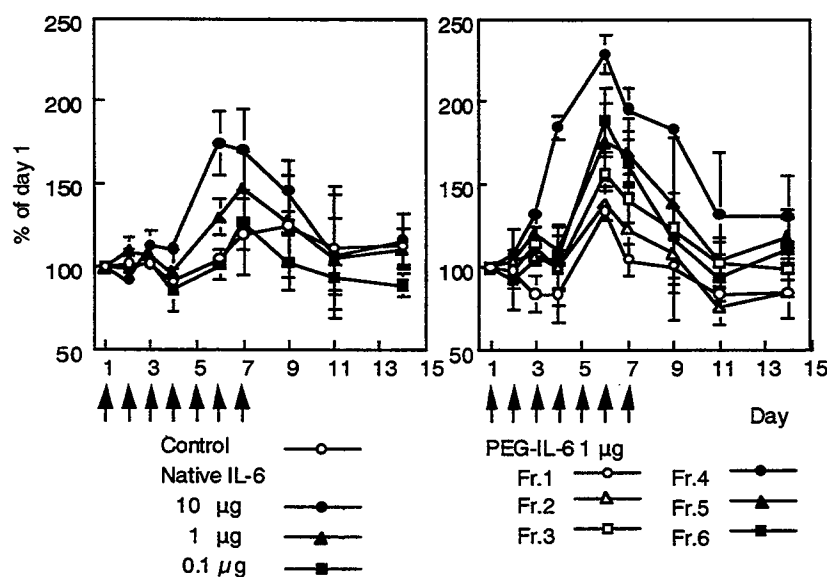 250
200
150
100
50
% of day 1
1 3 5 7 9 11 13 15
250
200
150
100
50
1 3 5 7 9 11 13 15
Day
Control
Native IL-6
10 µg
1 µg
0.1 µg
PEG-IL-6 1 µg
Fr.1 Fr.4
Fr.2 Fr.5
Fr.3 Fr.6